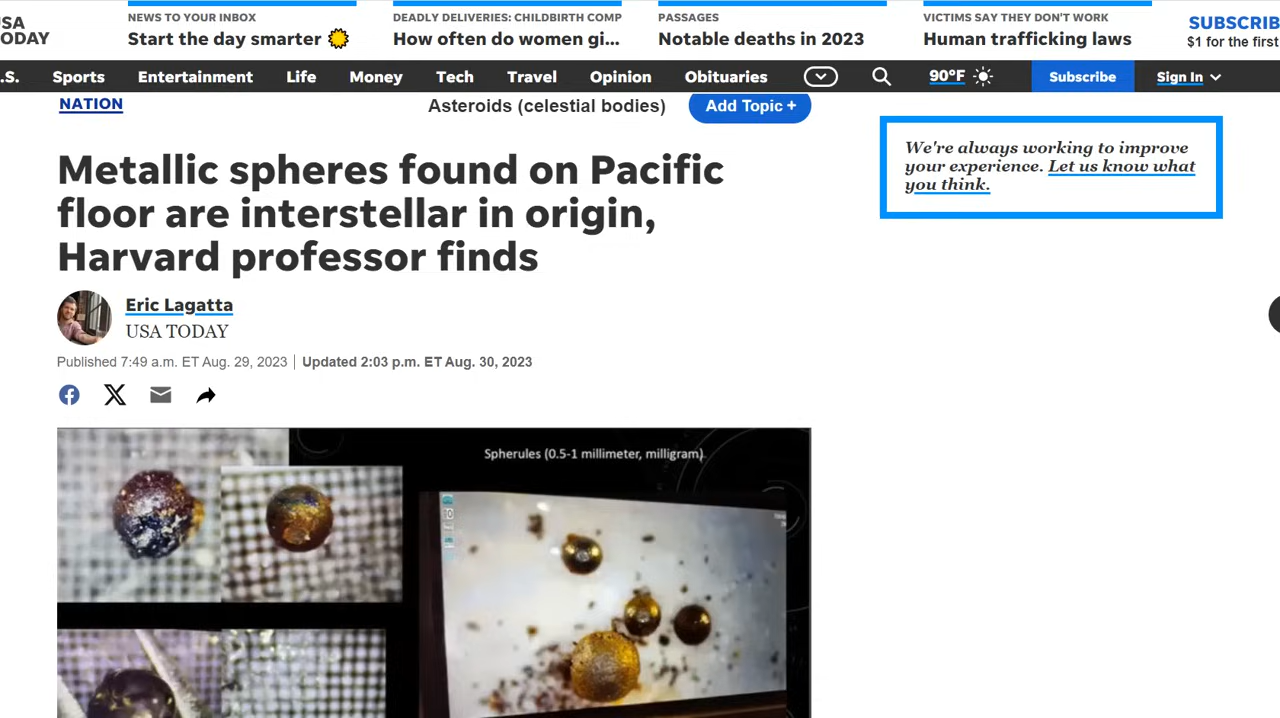 USA
TODAY
NEWS TO YOUR INBOX
Start the day smarter
DEADLY DELIVERIES: CHILDBIRTH COMP
How often do women gi...
PASSAGES
Notable deaths in 2023
VICTIMS SAY THEY DON'T WORK
Human trafficking laws
SUBSCRIB
$1 for the first
.S. Sports Entertainment Life Money Tech Travel Opinion Obituaries 90°F Subscribe Sign In
NATION
Asteroids (celestial bodies) Add Topic +
We're always working to improve
your experience. Let us know what
you think.
Metallic spheres found on Pacific
floor are interstellar in origin,
Harvard professor finds
Eric Lagatta
USA TODAY
Published 7:49 a.m. ET Aug. 29, 2023 | Updated 2:03 p.m. ET Aug. 30, 2023
Spherules (0.5-1 millimeter, milligram)